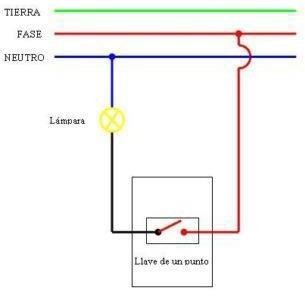 TIERRA
FASE
NEUTRO
Lámpara
Llave de un punto